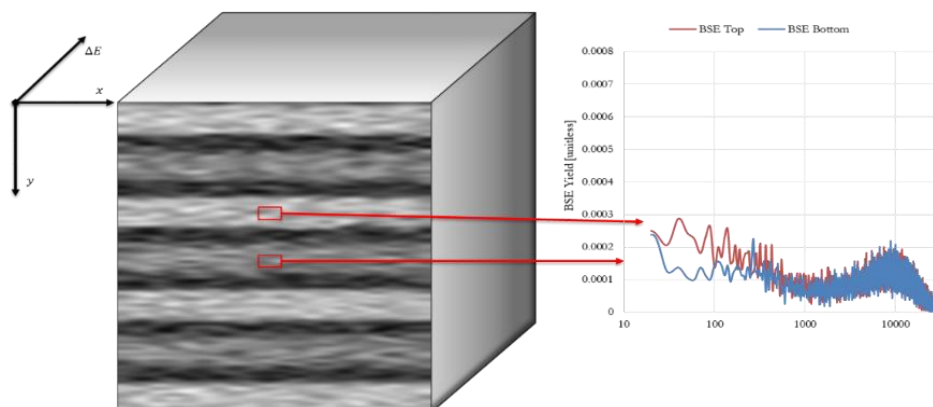 ΔE
x
y
BSE Top BSE Bottom
BSE Yield [unitless]
0.0008
0.0007
0.0006
0.0005
0.0004
0.0003
0.0002
0.0001
0
10 100 1000 10000